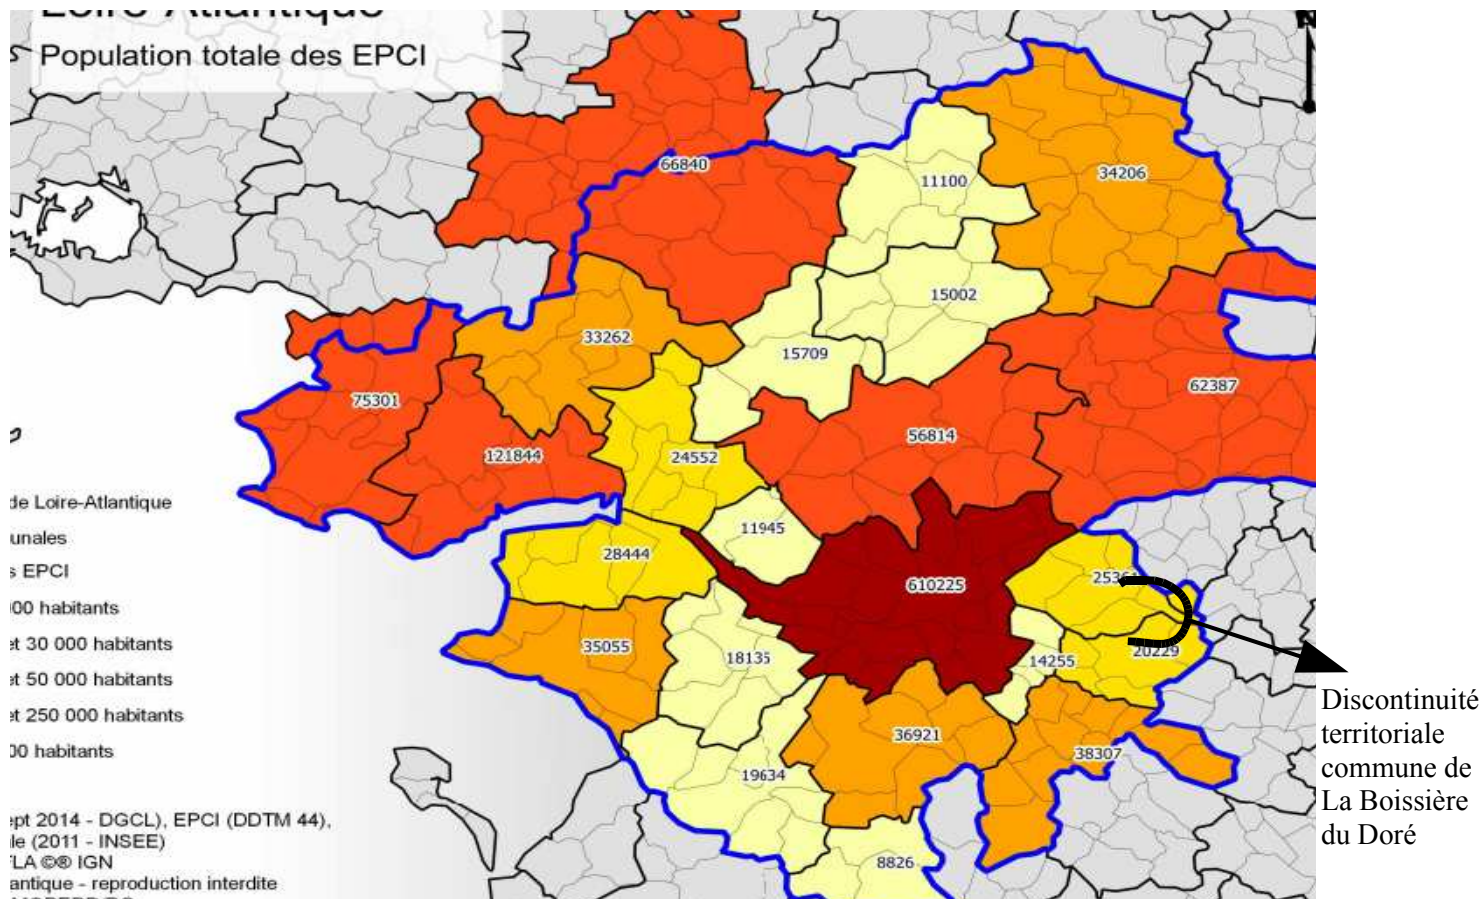 Loire-Atlantique
Population totale des EPCI
N
66840
11100
34206
15002
33262
15709
62387
75301
56814
121844
24552
de Loire-Atlantique
11945
unales
28444
s EPCI
610225
00 habitants
et 30 000 habitants
35055
18135
14255
20229
et 50 000 habitants
et 250 000 habitants
00 habitants
36921
38307
19634
8826
Discontinuité
territoriale
commune de
La Boissière
du Doré
ept 2014 - DGCL), EPCI (DDTM 44),
le (2011 - INSEE)
FLA ©® IGN
antique - reproduction interdite